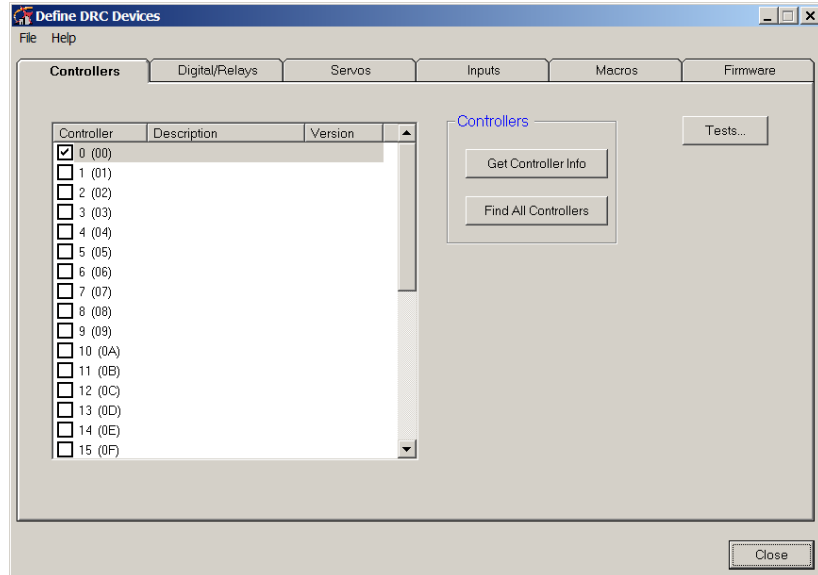 Define DRC Devices
File Help
Controllers Digital/Relays Servos Inputs Macros Firmware
Controllers
Tests...
Controller Description Version
0 (00)
Get Controller Info
1 (01)
2 (02)
Find All Controllers
3 (03)
4 (04)
5 (05)
6 (06)
7 (07)
8 (08)
9 (09)
10 (0A)
11 (0B)
12 (0C)
13 (0D)
14 (0E)
15 (0F)
Close